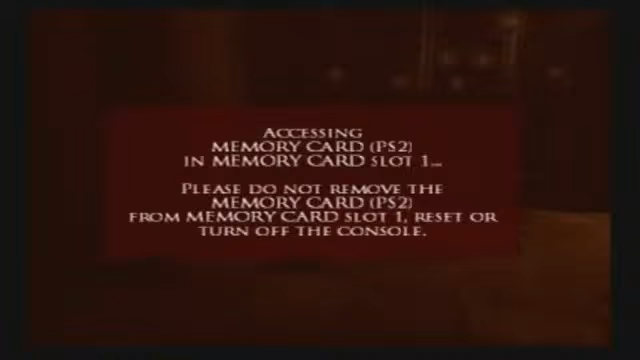 Accessing
MEMORY CARD (PS2)
in MEMORY CARD slot 1...
Please do not remove the
MEMORY CARD (PS2)
from MEMORY CARD slot 1, reset or
turn off the console.